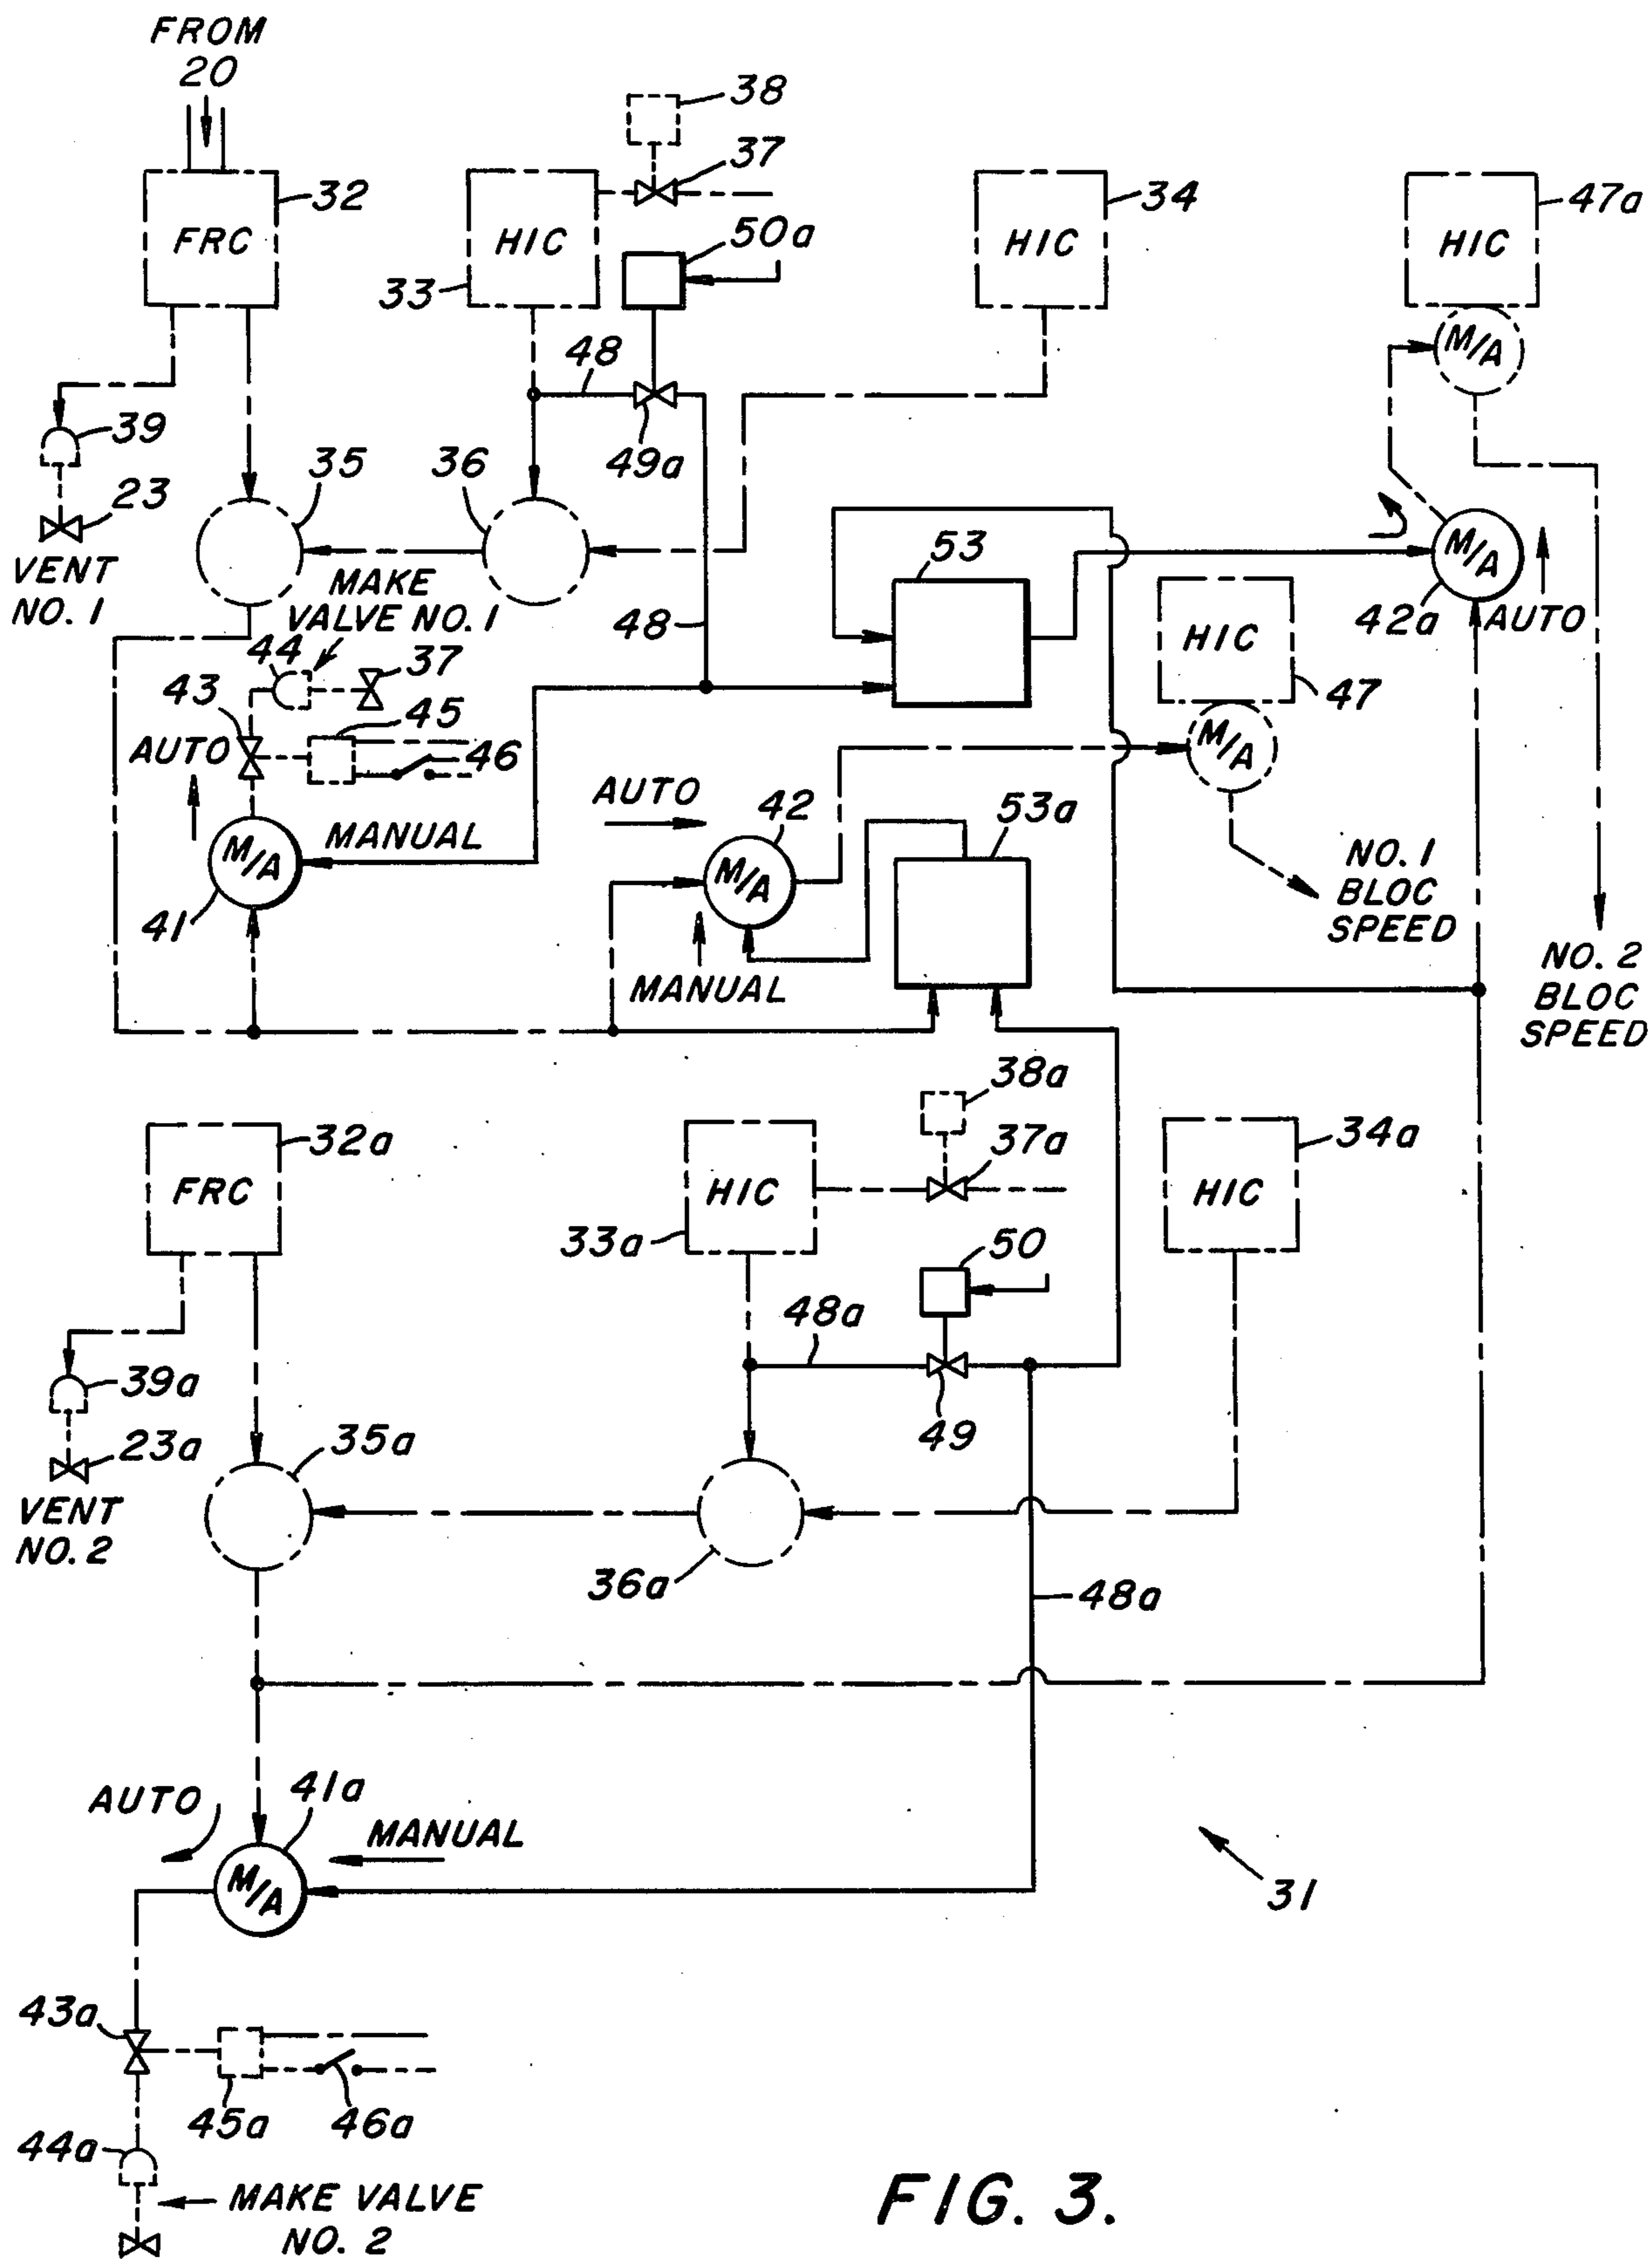 FROM
20
38
37
32
FRC
HIC
33
50a
34
HIC
47a
HIC
M/A
48
39
49a
35
36
23
VENT
NO. 1
MAKE
VALVE NO. 1
53
M/A
42a
AUTO
48
HIC
47
44
37
43
45
46
AUTO
M/A
MANUAL
41
AUTO
42
M/A
MANUAL
53a
M/A
NO. 1
BLOC
SPEED
NO. 2
BLOC
SPEED
38a
37a
32a
FRC
HIC
33a
34a
HIC
50
48a
49
39a
23a
VENT
NO. 2
35a
36a
48a
AUTO
41a
MANUAL
M/A
31
43a
45a
46a
44a
MAKE VALVE
NO. 2
FIG. 3.